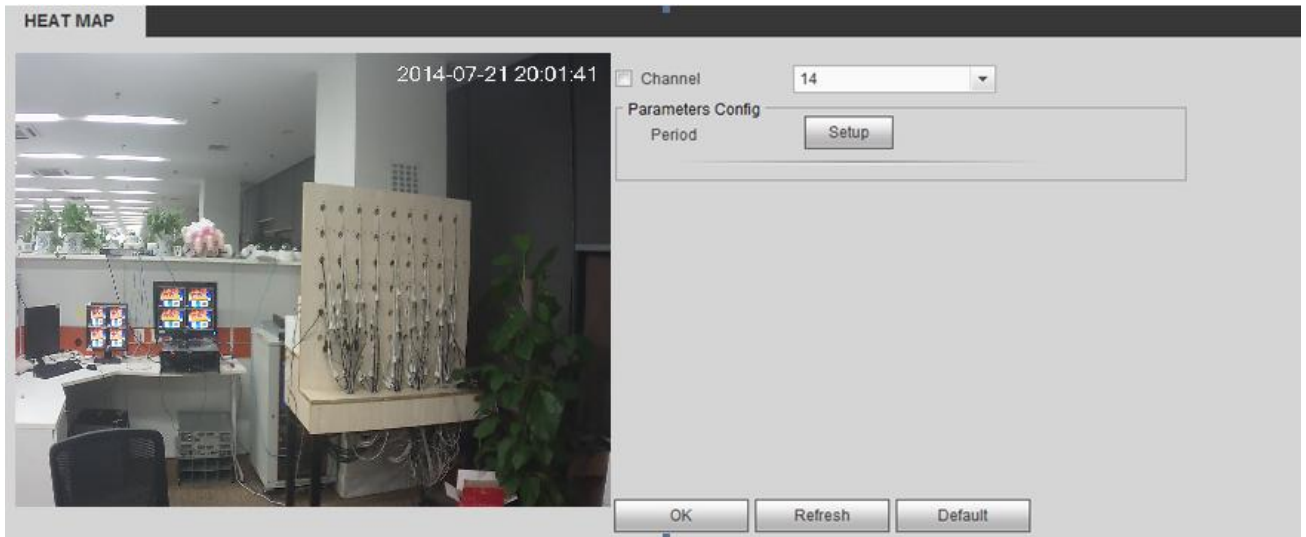 HEAT MAP
2014-07-21 20:01:41
Channel 14
Parameters Config
Period Setup
OK Refresh Default